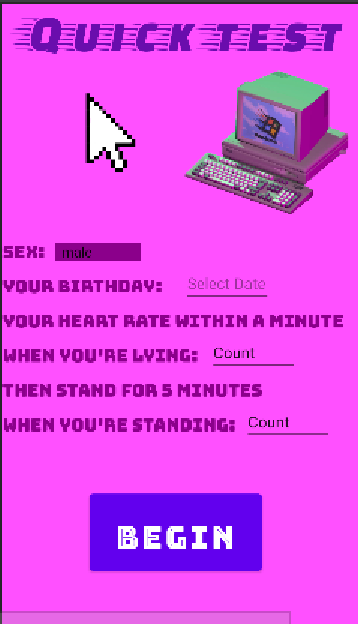 QUICK TEST
SEX: male
YOUR BIRTHDAY: Select Date
YOUR HEART RATE WITHIN A MINUTE
WHEN YOU'RE LYING: Count
THEN STAND FOR 5 MINUTES
WHEN YOU'RE STANDING: Count
BEGIN